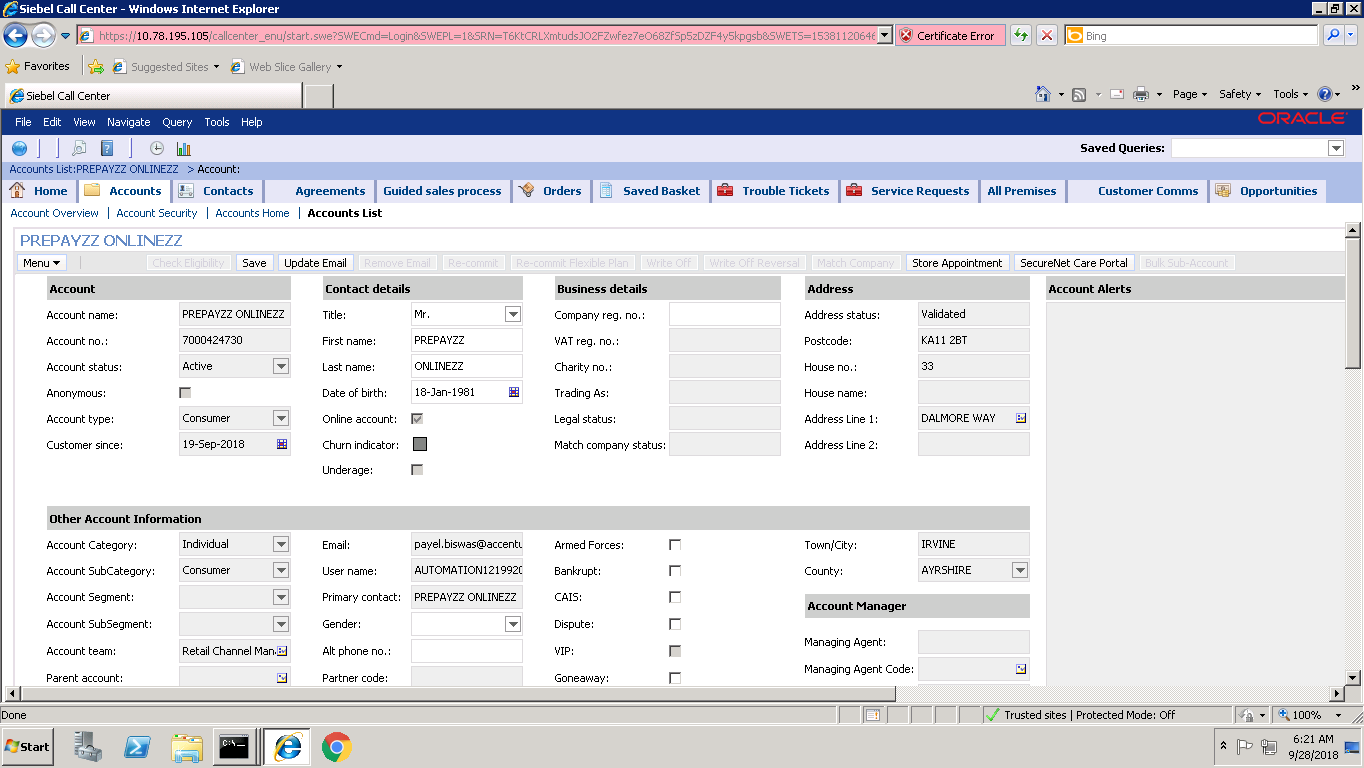 Siebel Call Center - Windows Internet Explorer
https://10.78.195.105/callcenter_enu/start.swe?SWECmd=Login&SWEPL=1&SRN= Certificate Error Bing
Favorites Suggested Sites Web Slice Gallery
Siebel Call Center Page Safety Tools
File Edit View Navigate Query Tools Help ORACLE
Saved Queries:
Accounts List:PREPAYZZ ONLINEZZ > Account:
Home Accounts Contacts Agreements Guided sales process Orders Saved Basket Trouble Tickets Service Requests All Premises Customer Comms Opportunities
Account Overview | Account Security | Accounts Home | Accounts List
PREPAYZZ ONLINEZZ
Menu Check Eligibility Save Update Email Remove Email Re-commit Re-commit Flexible Plan Write Off Write Off Reversal Match Company Store Appointment SecureNet Care Portal Bulk Sub-Account
Account Contact details Business details Address Account Alerts
Account name: PREPAYZZ ONLINEZZ Title: Mr. Company reg. no.: Address status: Validated
Account no.: 7000424730 First name: PREPAYZZ VAT reg. no.: Postcode: KA11 2BT
Account status: Active Last name: ONLINEZZ Charity no.: House no.: 33
Anonymous: Date of birth: 18-Jan-1981 Trading As: House name:
Account type: Consumer Online account: Legal status: Address Line 1: DALMORE WAY
Customer since: 19-Sep-2018 Churn indicator: Match company status: Address Line 2:
Underage:
Other Account Information
Account Category: Individual Email: payel.biswas@accentu Armed Forces: Town/City: IRVINE
Account SubCategory: Consumer User name: AUTOMATION1219920 Bankrupt: County: AYRSHIRE
Account Segment: Primary contact: PREPAYZZ ONLINEZZ CAIS: Account Manager
Account SubSegment: Gender: Dispute:
Account team: Retail Channel Man Alt phone no.: VIP: Managing Agent:
Parent account: Partner code: Goneaway: Managing Agent Code:
Done Trusted sites | Protected Mode: Off 100%
Start 6:21 AM
9/28/2018